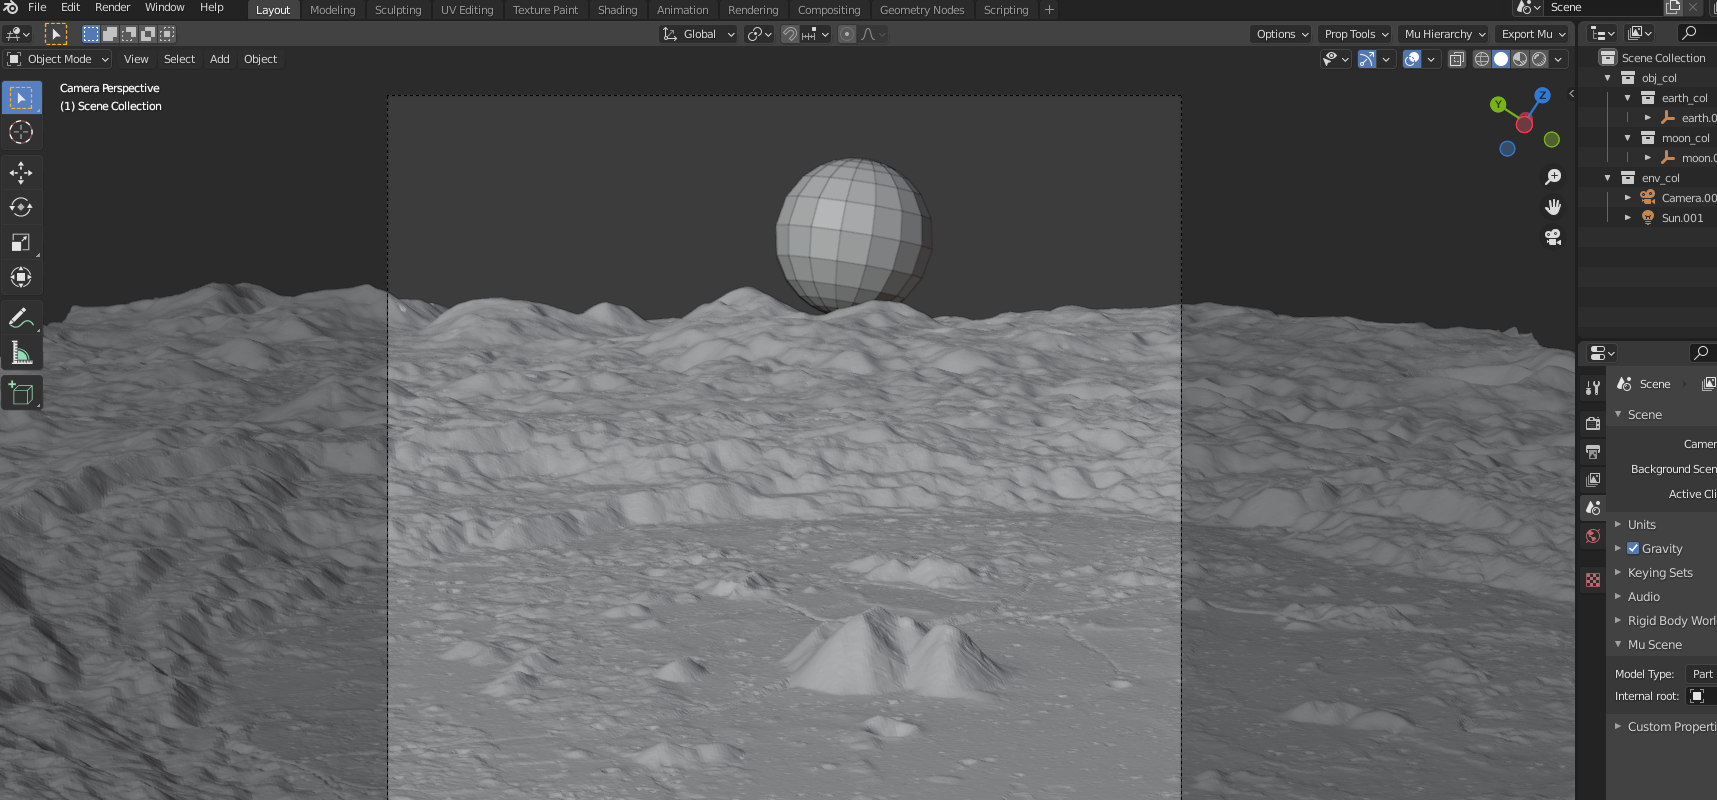 File Edit Render Window Help Layout Modeling Sculpting UV Editing Texture Paint Shading Animation Rendering Compositing Geometry Nodes Scripting + Scene
Global Options Prop Tools Mu Hierarchy Export Mu
Object Mode View Select Add Object
Camera Perspective
(1) Scene Collection
X
Y
Z
Scene Collection
obj_col
earth_col
earth.0
moon_col
moon.0
env_col
Camera.00
Sun.001
Scene
Scene
Camer
Background Scen
Active Cli
Units
Gravity
Keying Sets
Audio
Rigid Body Worl
Mu Scene
Model Type: Part
Internal root:
Custom Properti